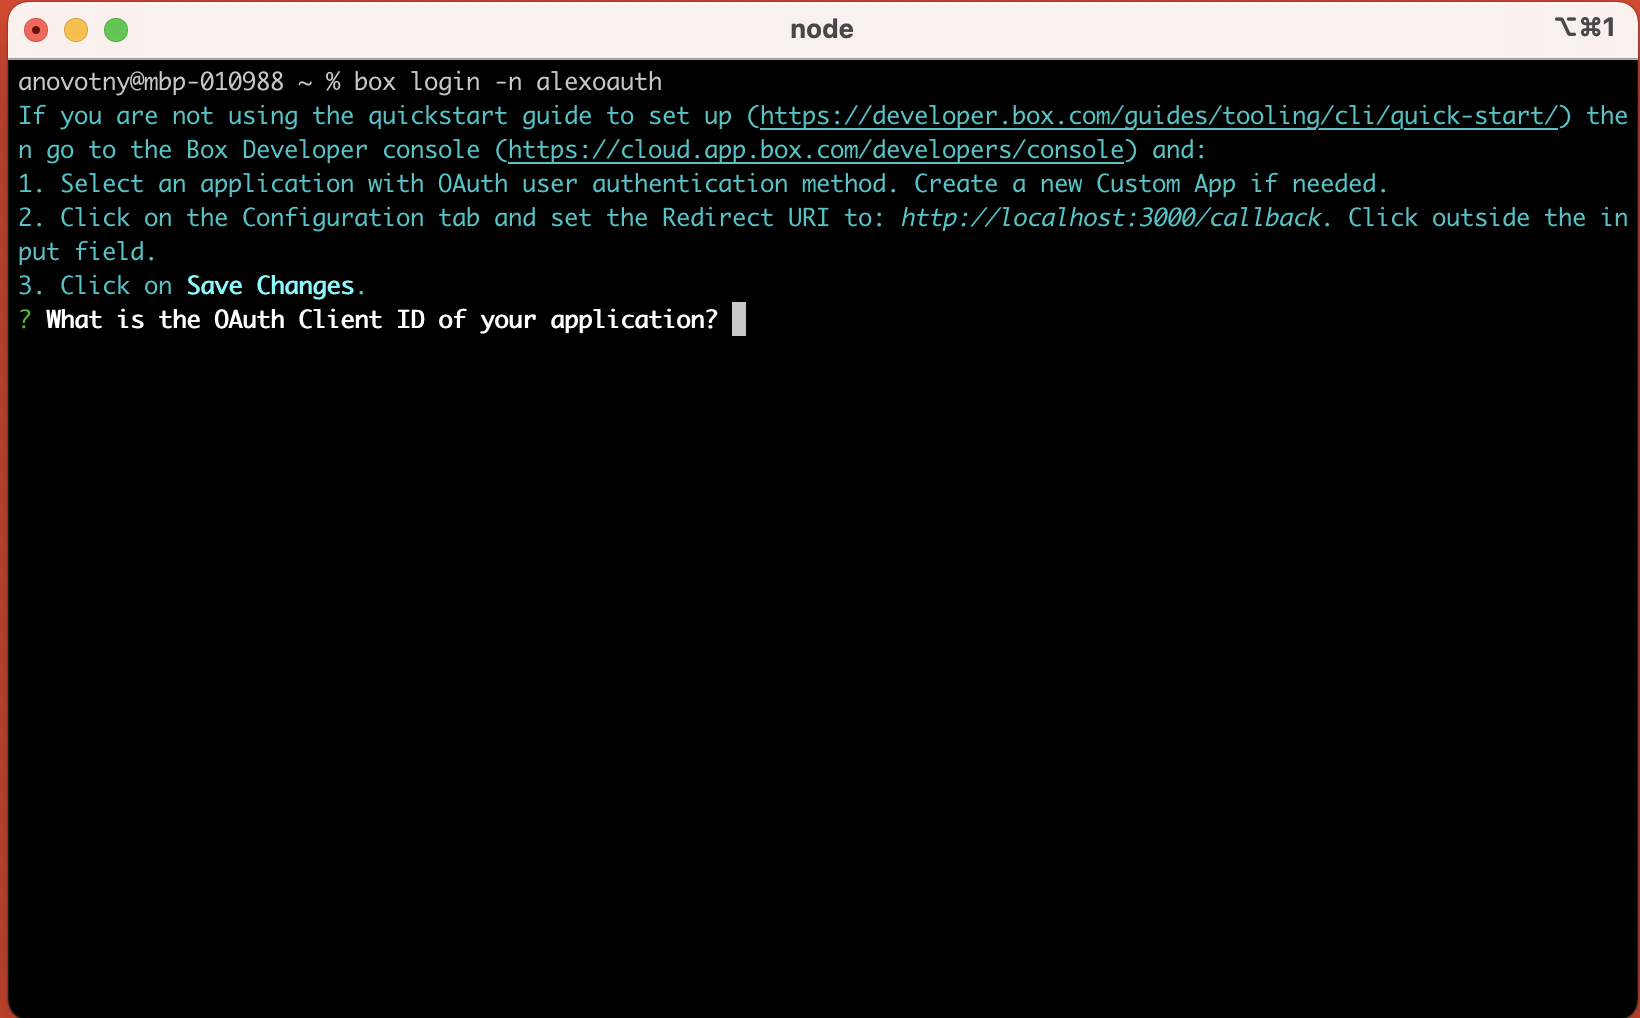 node
⌥⌘1
anovotny@mbp-010988 ~ % box login -n alexoauth
If you are not using the quickstart guide to set up (https://developer.box.com/guides/tooling/cli/quick-start/) the
n go to the Box Developer console (https://cloud.app.box.com/developers/console) and:
1. Select an application with OAuth user authentication method. Create a new Custom App if needed.
2. Click on the Configuration tab and set the Redirect URI to: http://localhost:3000/callback. Click outside the in
put field.
3. Click on Save Changes.
? What is the OAuth Client ID of your application?